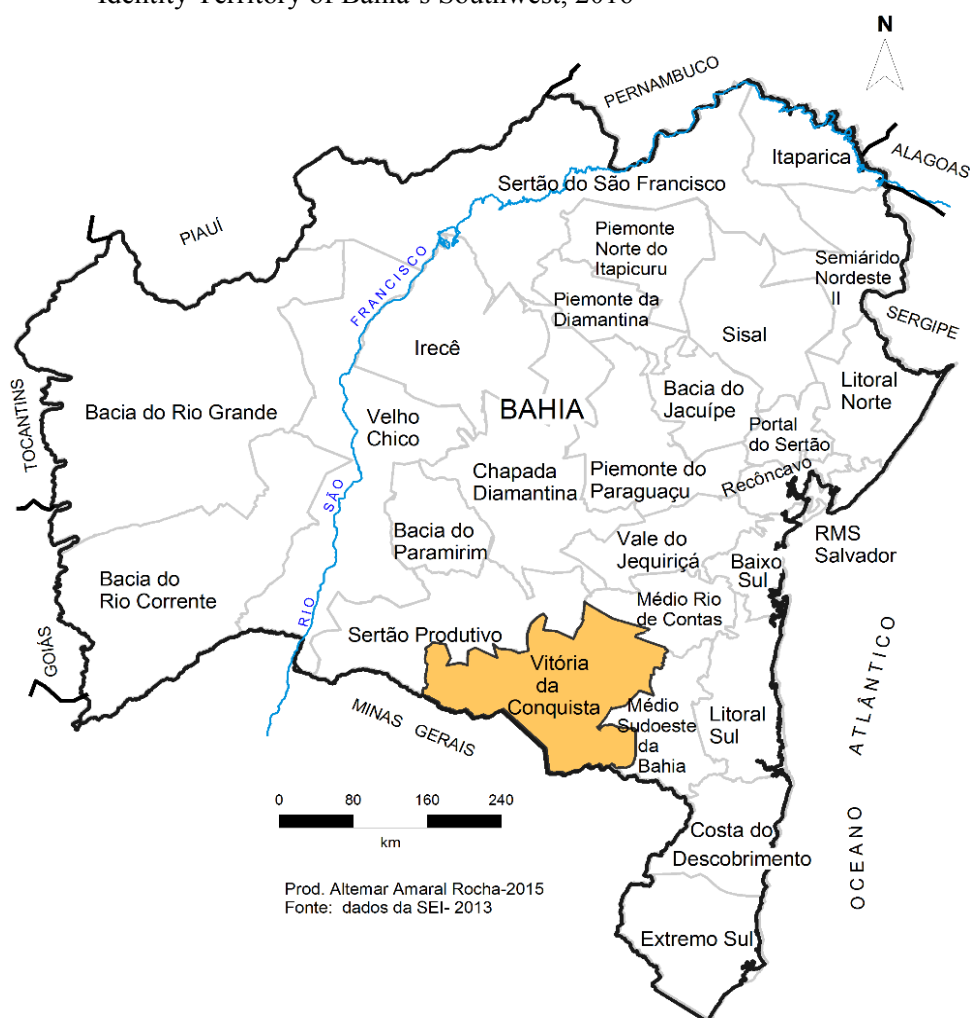 Identity Territory of Bahia's Southwest, 2016
N
PERNAMBUCO
ALAGOAS
Itaparica
Sertão do São Francisco
PIAUÍ
Piemonte
Norte do
Itapicuru
Semiárido
Nordeste
II
FRANCISCO
Piemonte da
Diamantina
SERGIPE
Sisal
Irecê
Litoral
Norte
TOCANTINS
Bacia do Rio Grande
Velho
Chico
BAHIA
Bacia do
Jacuípe
Portal
do Sertão
Chapada
Diamantina
Piemonte do
Paraguaçu
Recôncavo
SÃO
Bacia do
Paramirim
Vale do
Jequiriçá
RMS
Salvador
Baixo
Sul
Bacia do
Rio Corrente
Médio Rio
de Contas
RIO
GOIÁS
Sertão Produtivo
Vitória
da
Conquista
MINAS GERAIS
Médio
Sudoeste
da
Bahia
Litoral
Sul
OCEANO ATLÂNTICO
0 80 160 240
km
Costa do
Descobrimento
Prod. Altemar Amaral Rocha-2015
Fonte: dados da SEI- 2013
Extremo Sul